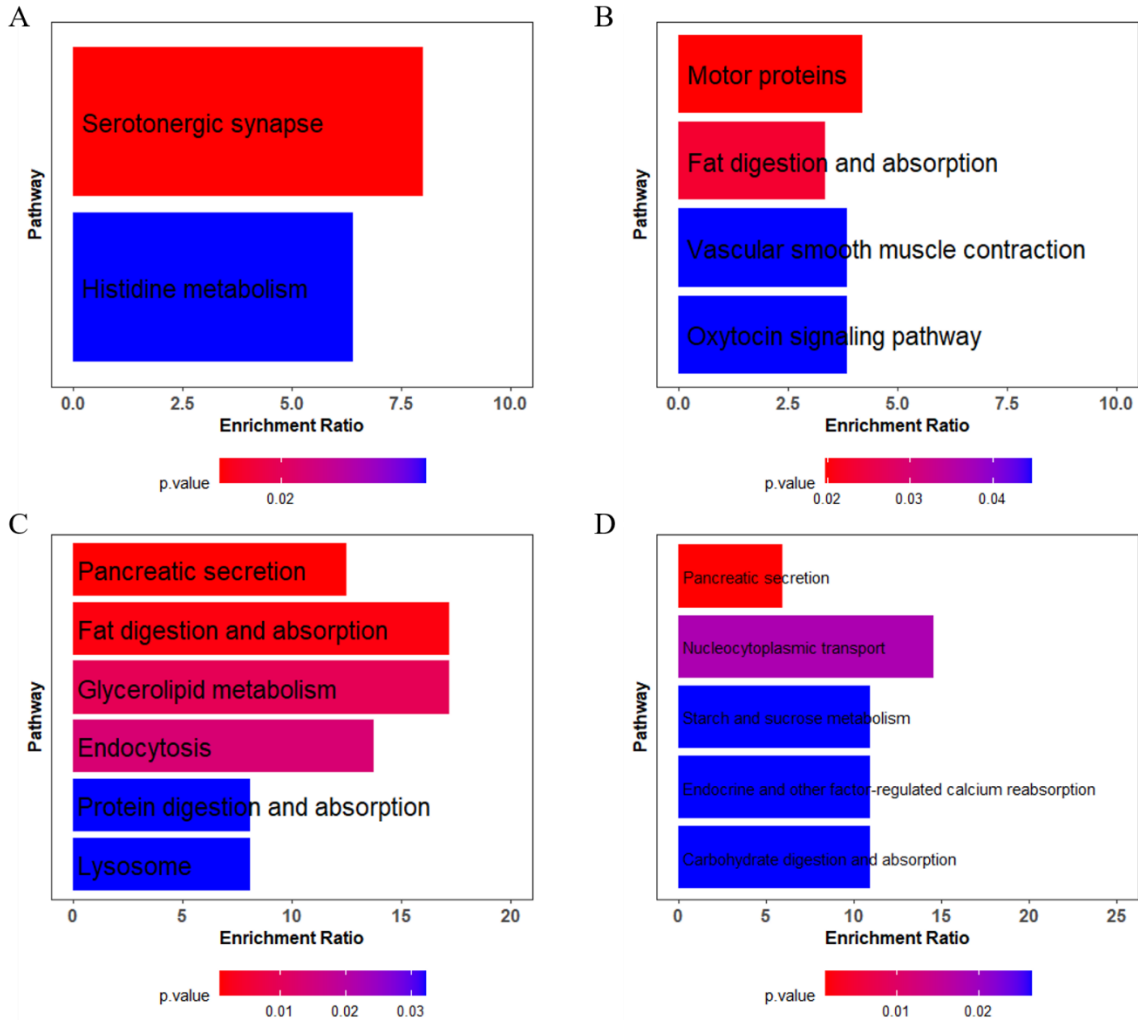 A
Serotonergic synapse
Histidine metabolism
Pathway
0.0 2.5 5.0 7.5 10.0
Enrichment Ratio
p.value
0.02
B
Motor proteins
Fat digestion and absorption
Vascular smooth muscle contraction
Oxytocin signaling pathway
Pathway
0.0 2.5 5.0 7.5 10.0
Enrichment Ratio
p.value
0.02 0.03 0.04
C
Pancreatic secretion
Fat digestion and absorption
Glycerolipid metabolism
Endocytosis
Protein digestion and absorption
Lysosome
Pathway
0 5 10 15 20
Enrichment Ratio
p.value
0.01 0.02 0.03
D
Pancreatic secretion
Nucleocytoplasmic transport
Starch and sucrose metabolism
Endocrine and other factor-regulated calcium reabsorption
Carbohydrate digestion and absorption
Pathway
0 5 10 15 20 25
Enrichment Ratio
p.value
0.01 0.02